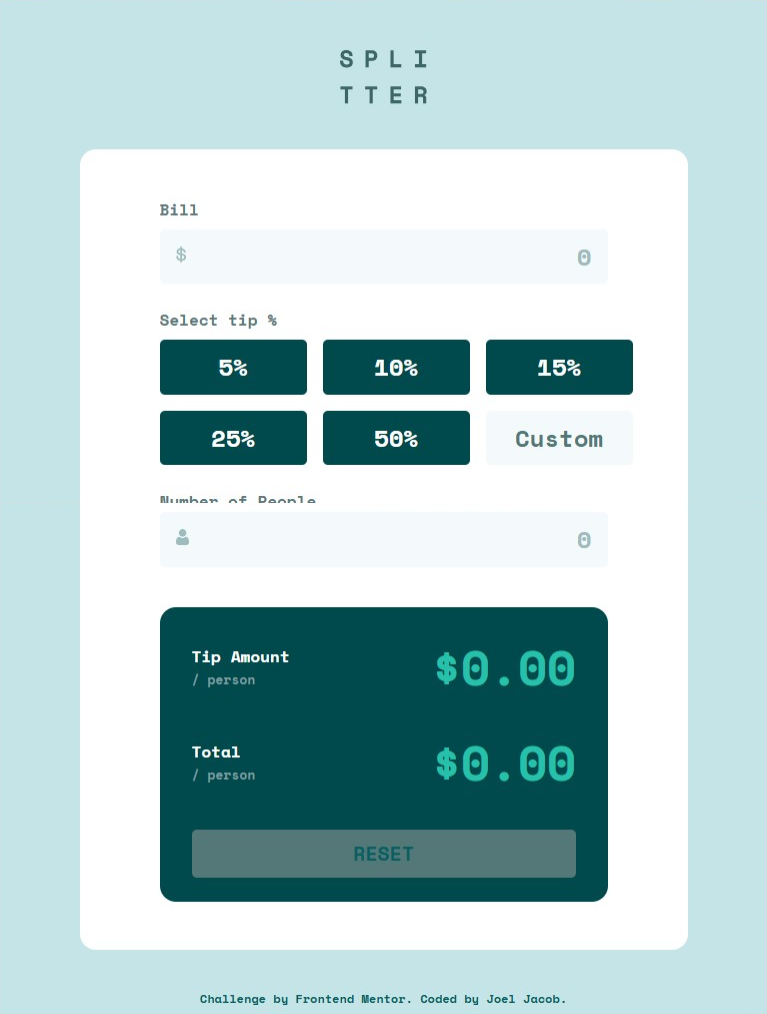 SPLI
TTER
Bill
$ 0
Select tip %
5% 10% 15%
25% 50% Custom
Number of People
0
Tip Amount
/ person
$0.00
Total
/ person
$0.00
RESET
Challenge by Frontend Mentor. Coded by Joel Jacob.